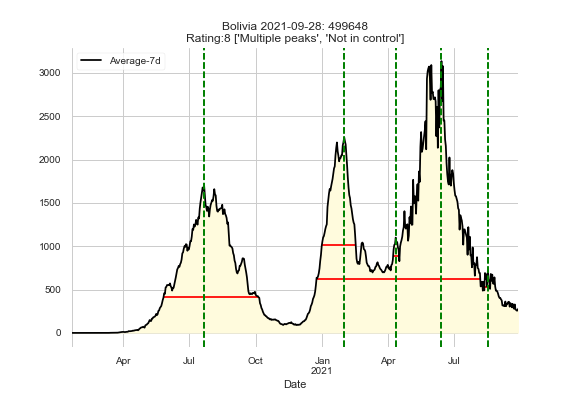 Bolivia 2021-09-28: 499648
Rating:8 ['Multiple peaks', 'Not in control']
Average-7d
3000
2500
2000
1500
1000
500
0
Apr Jul Oct Jan Apr Jul
2021
Date